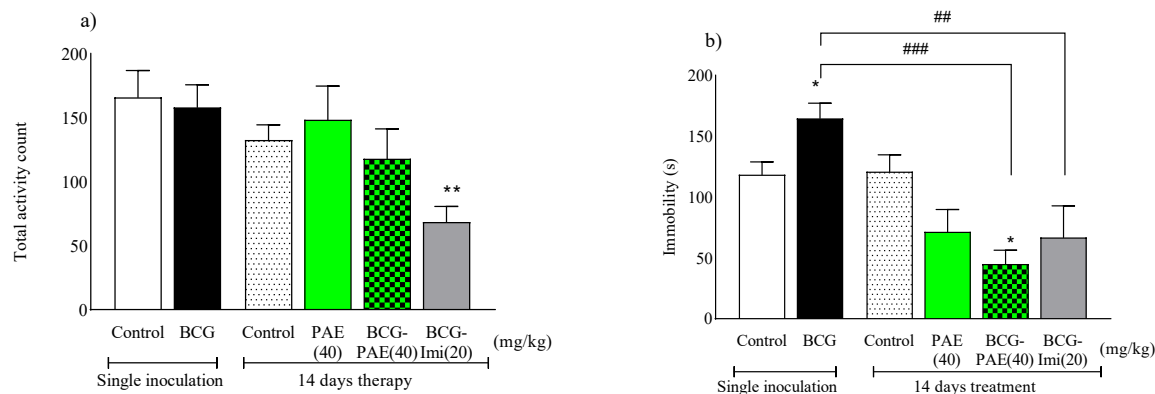 a)
200
150
100
50
0
Total activity count
**
Control BCG Control PAE BCG- BCG-
(40) PAE(40) Imi(20) (mg/kg)
Single inoculation 14 days therapy
b)
##
###
200
150
100
50
0
Immobility (s)
*
*
Control BCG Control PAE BCG- BCG-
(40) PAE(40) Imi(20) (mg/kg)
Single inoculation 14 days treatment